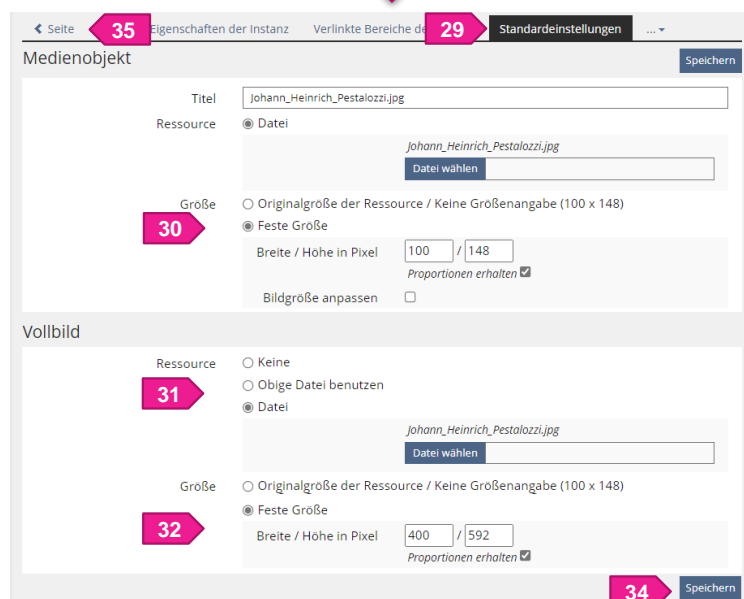 Seite 35 Eigenschaften der Instanz Verlinkte Bereiche de 29 Standardeinstellungen ...
Medienobjekt Speichern
Titel Johann_Heinrich_Pestalozzi.jpg
Ressource Datei
Johann_Heinrich_Pestalozzi.jpg
Datei wählen
Größe Originalgröße der Ressource / Keine Größenangabe (100 x 148)
30 Feste Größe
Breite / Höhe in Pixel 100 / 148
Proportionen erhalten
Bildgröße anpassen
Vollbild
Ressource Keine
31 Obige Datei benutzen
Datei
Johann_Heinrich_Pestalozzi.jpg
Datei wählen
Größe Originalgröße der Ressource / Keine Größenangabe (100 x 148)
32 Feste Größe
Breite / Höhe in Pixel 400 / 592
Proportionen erhalten
34 Speichern